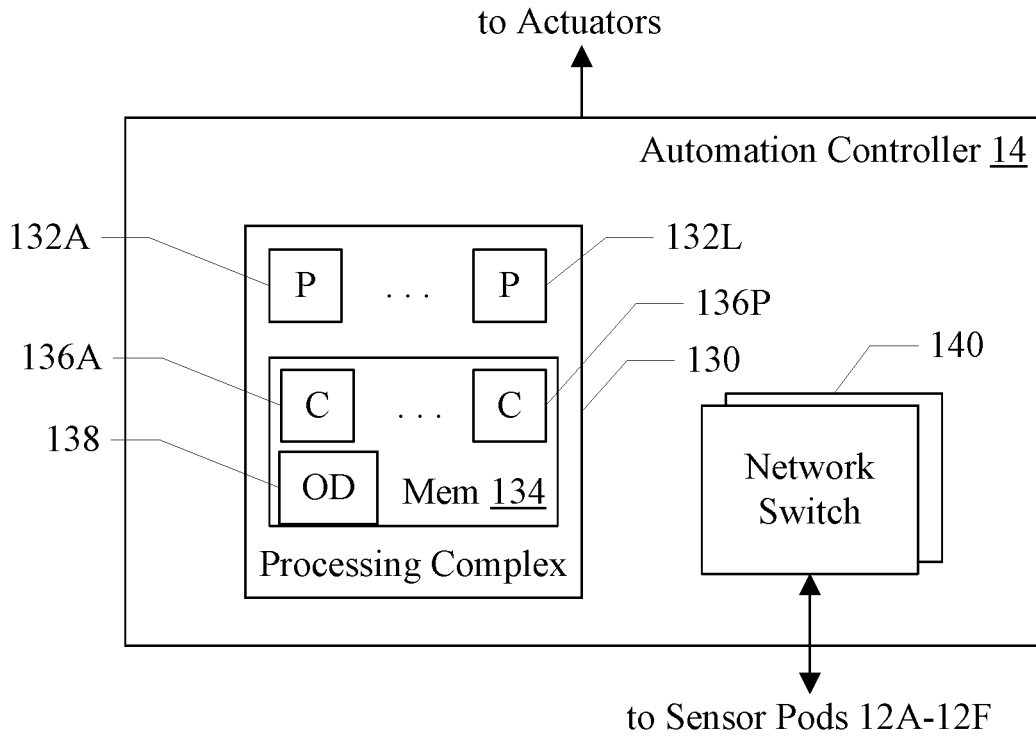 to Actuators
Automation Controller 14
132A
P
. . .
P
132L
136P
136A
C
. . .
C
130
140
138
OD
Mem 134
Network
Switch
Processing Complex
to Sensor Pods 12A-12F